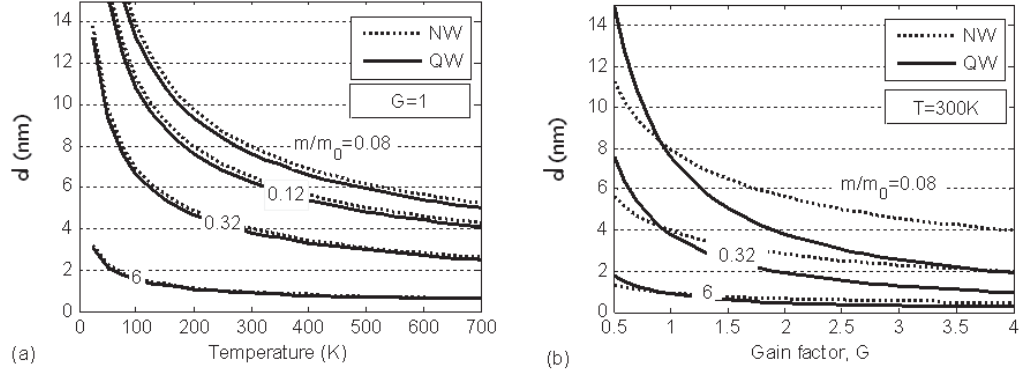 14
12
10
8
6
4
2
0
d (nm)
NW
QW
G=1
m/m0=0.08
0.12
0.32
6
0 100 200 300 400 500 600 700
Temperature (K)
(a)
14
12
10
8
6
4
2
0
d (nm)
NW
QW
T=300K
m/m0=0.08
0.32
6
0.5 1 1.5 2 2.5 3 3.5 4
Gain factor, G
(b)